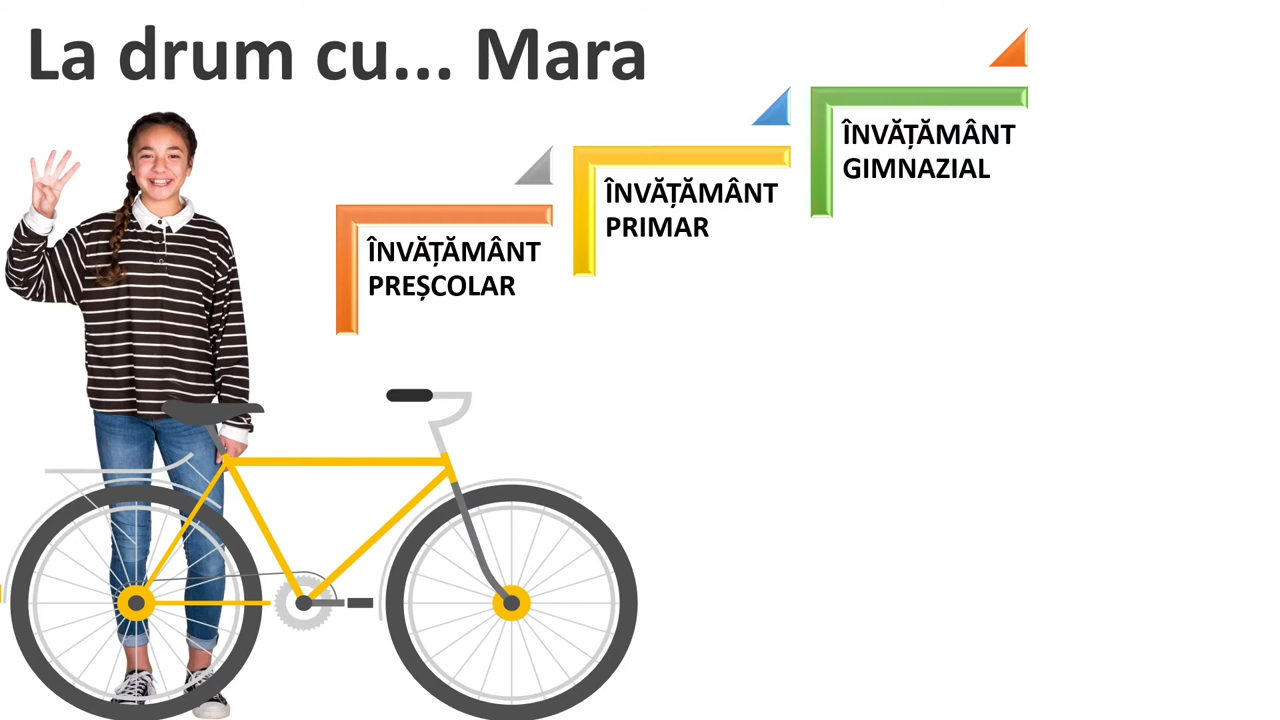 La drum cu... Mara
ÎNVĂȚĂMÂNT
PREȘCOLAR
ÎNVĂȚĂMÂNT
PRIMAR
ÎNVĂȚĂMÂNT
GIMNAZIAL